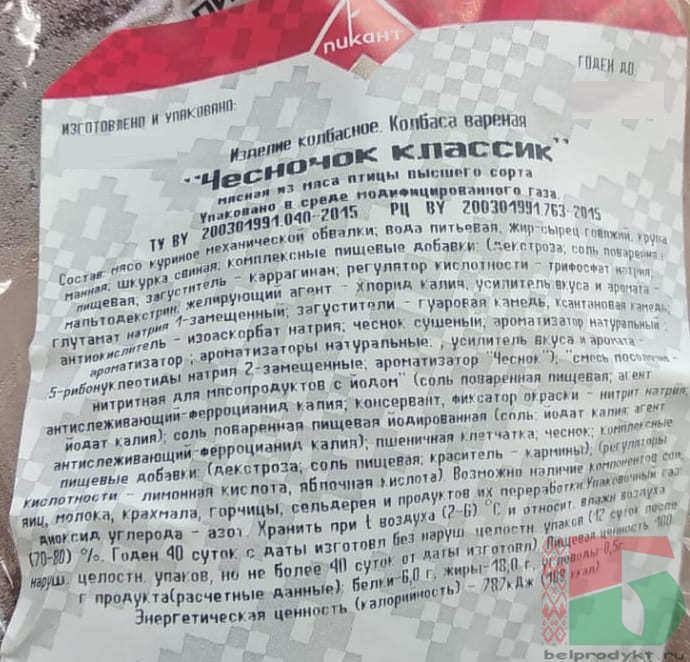 ПИКАНТ
ГОДЕН ДО
ИЗГОТОВЛЕНО И УПАКОВАНО:
Изделие колбасное. Колбаса вареная
"Чесночок классик"
мясная из мяса птицы высшего сорта
Упаковано в среде модифицированного газа.
ТУ BY 200301991.040-2015 РЦ BY 200301991.763-2015
Состав: мясо куриное механической обвалки; вода питьевая; жир-сырец говяжий, крупа
манная; шкурка свиная; комплексные пищевые добавки: (декстроза; соль поваренная
пищевая; загуститель - каррагинан; регулятор кислотности - трифосфат натрия;
мальтодекстрин; желирующий агент - хлорид калия, усилитель вкуса и аромата -
глутамат натрия 1-замещенный; загустители - гуаровая камедь, ксантановая камедь;
антиокислитель - изоаскорбат натрия; чеснок сушеный; ароматизатор натуральный;
ароматизатор; ароматизаторы натуральные. ; усилитель вкуса и аромата -
5-рибонуклеотиды натрия 2-замещенные; ароматизатор "Чеснок"); "смесь посолочно-
нитритная для мясопродуктов с йодом" (соль поваренная пищевая; агент
антислеживающий-ферроцианид калия; консервант, фиксатор окраски - нитрит натрия;
йодат калия); соль поваренная пищевая йодированная (соль; йодат калия; агент
антислеживающий-ферроцианид калия); пшеничная клетчатка; чеснок; комплексные
пищевые добавки: (декстроза; соль пищевая; краситель - кармины); (регуляторы
кислотности - лимонная кислота, яблочная кислота). Возможно наличие компонентов сои,
яиц, молока, крахмала, горчицы, сельдерея и продуктов их переработки. Упаковочный газ:
диоксид углерода - азот. Хранить при t воздуха (2-6) °С и относит. влажн воздуха
(70-80) %. Годен 40 суток с даты изготовл без наруш. целостн. упаков (12 суток после
наруш. целостн. упаков, но не более 40 суток от даты изготовл) Пищевая ценность 100
г продукта(расчетные данные); белки-6,0 г, жиры-18,0 г, углеводы-0,5г.
Энергетическая ценность (калорийность) - 787кДж ккал)
belprodykt.ru